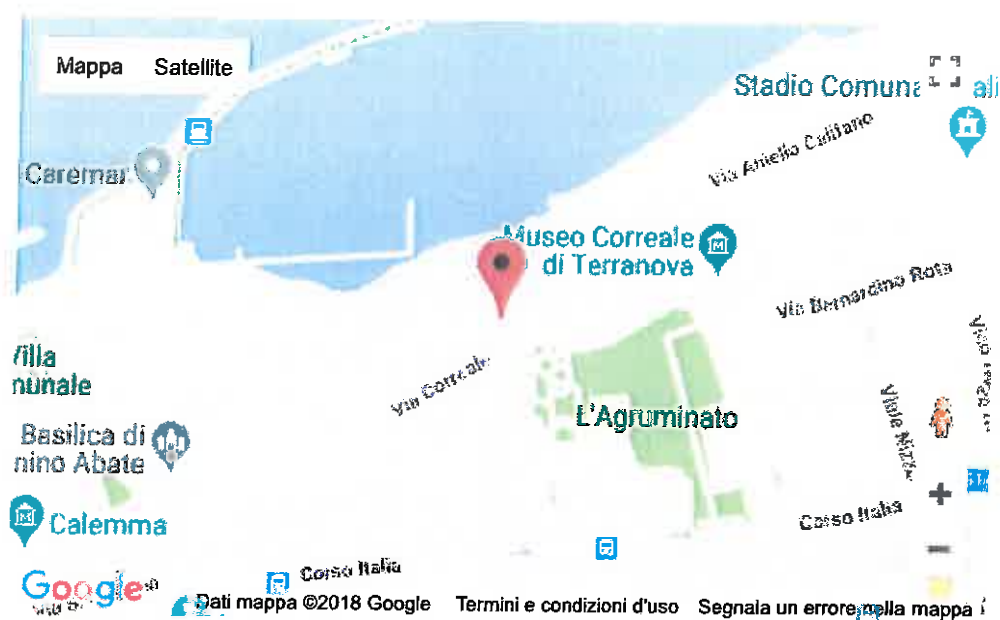 Mappa Satellite
Stadio Comuna
ali
Via Aniello Califano
Caremar
Museo Correale
di Terranova
Via Bernardino Rota
Via Correale
Villa
nunale
L'Agruminato
Viale Nizza
Basilica di
nino Abate
Calemma
Corso Italia
Corso Italia
Google
Dati mappa ©2018 Google Termini e condizioni d'uso Segnala un errore nella mappa